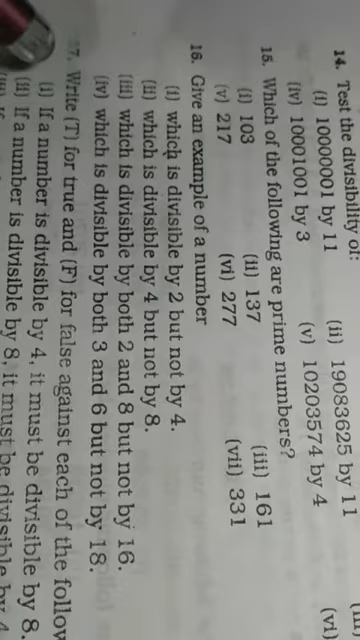 14. Test the divisibility of:
(i) 10000001 by 11 (ii) 19083625 by 11
(iv) 10001001 by 3 (v) 10203574 by 4 (vi)
15. Which of the following are prime numbers?
(i) 103 (ii) 137 (iii) 161
(v) 217 (vi) 277 (vii) 331
16. Give an example of a number
(i) which is divisible by 2 but not by 4.
(ii) which is divisible by 4 but not by 8.
(iii) which is divisible by both 2 and 8 but not by 16.
(iv) which is divisible by both 3 and 6 but not by 18.
17. Write (T) for true and (F) for false against each of the follow
(i) If a number is divisible by 4, it must be divisible by 8.
(ii) If a number is divisible by 8, it must be divisible by 4